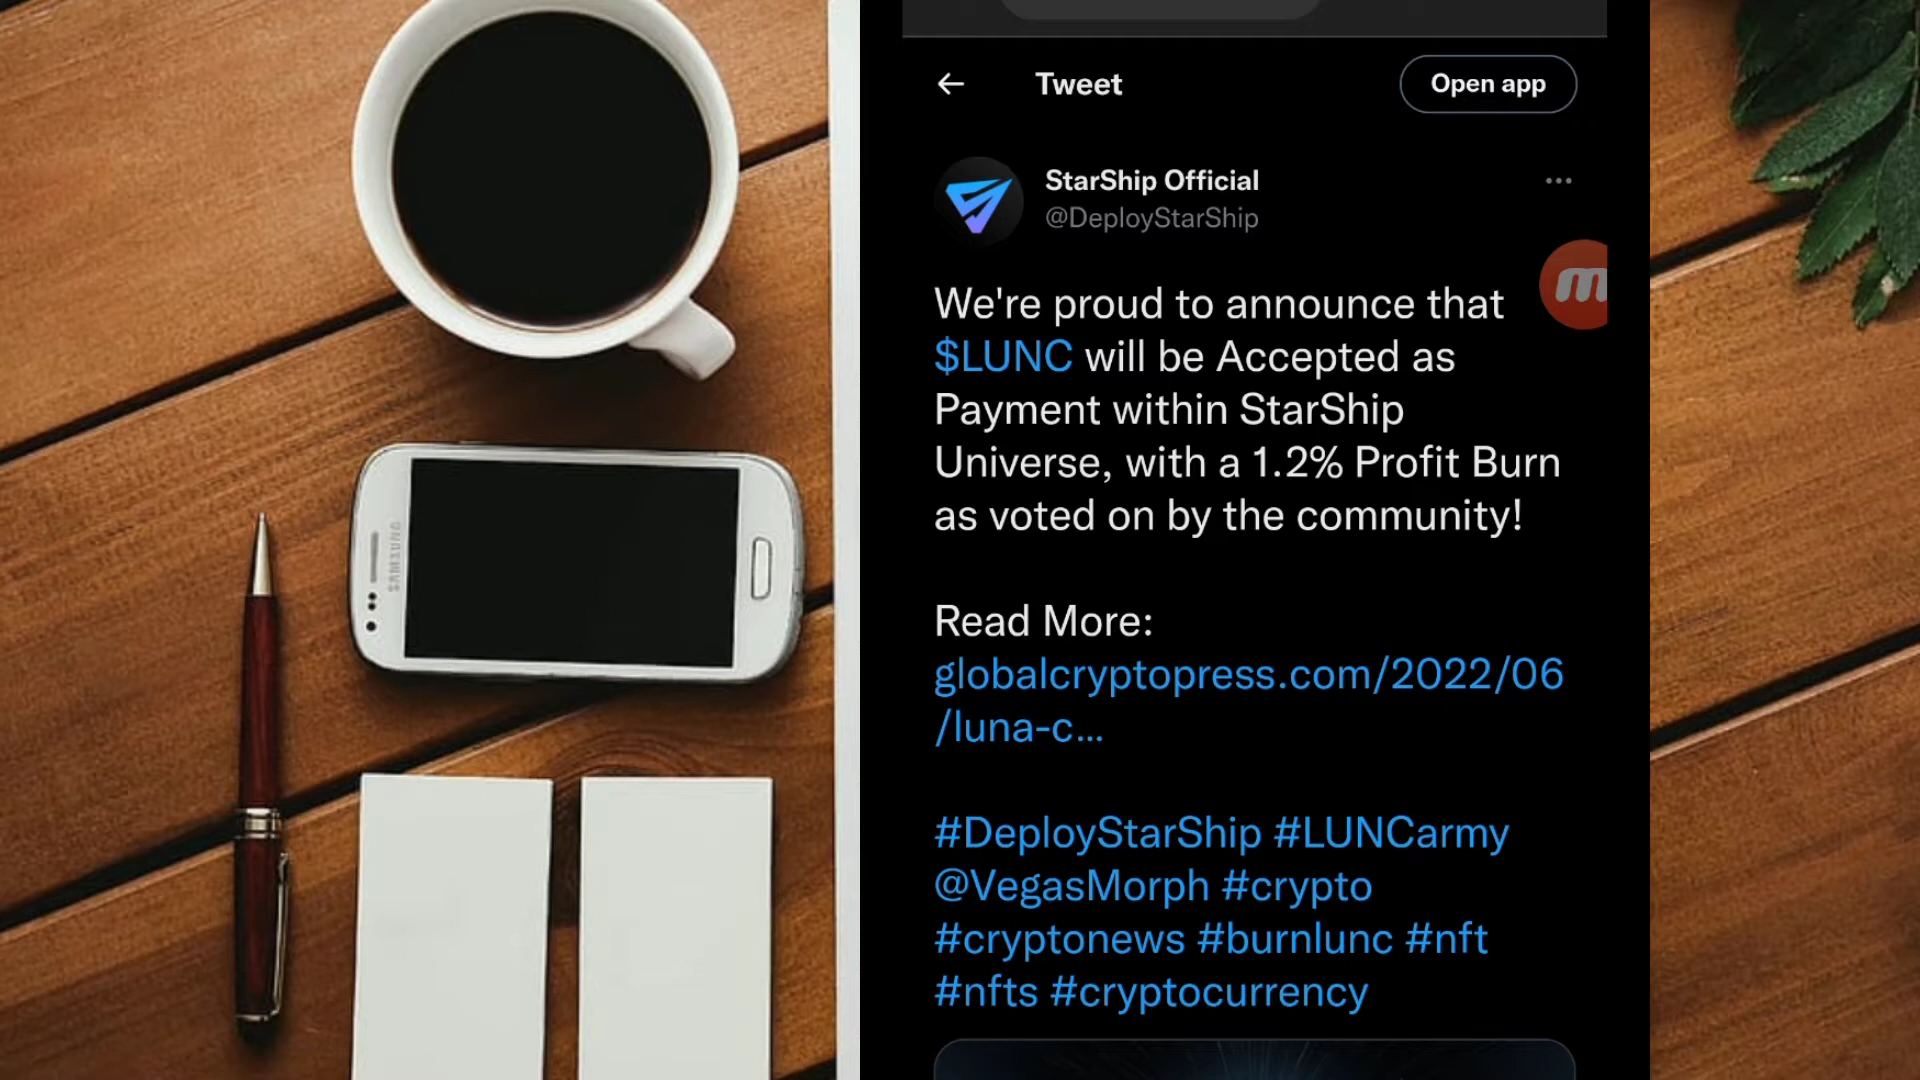 Tweet
Open app
StarShip Official
@DeployStarShip
We're proud to announce that
$LUNC will be Accepted as
Payment within StarShip
Universe, with a 1.2% Profit Burn
as voted on by the community!
Read More:
globalcryptopress.com/2022/06
/luna-c...
#DeployStarShip #LUNCarmy
@VegasMorph #crypto
#cryptonews #burnlunc #nft
#nfts #cryptocurrency
SAMSUNG
m